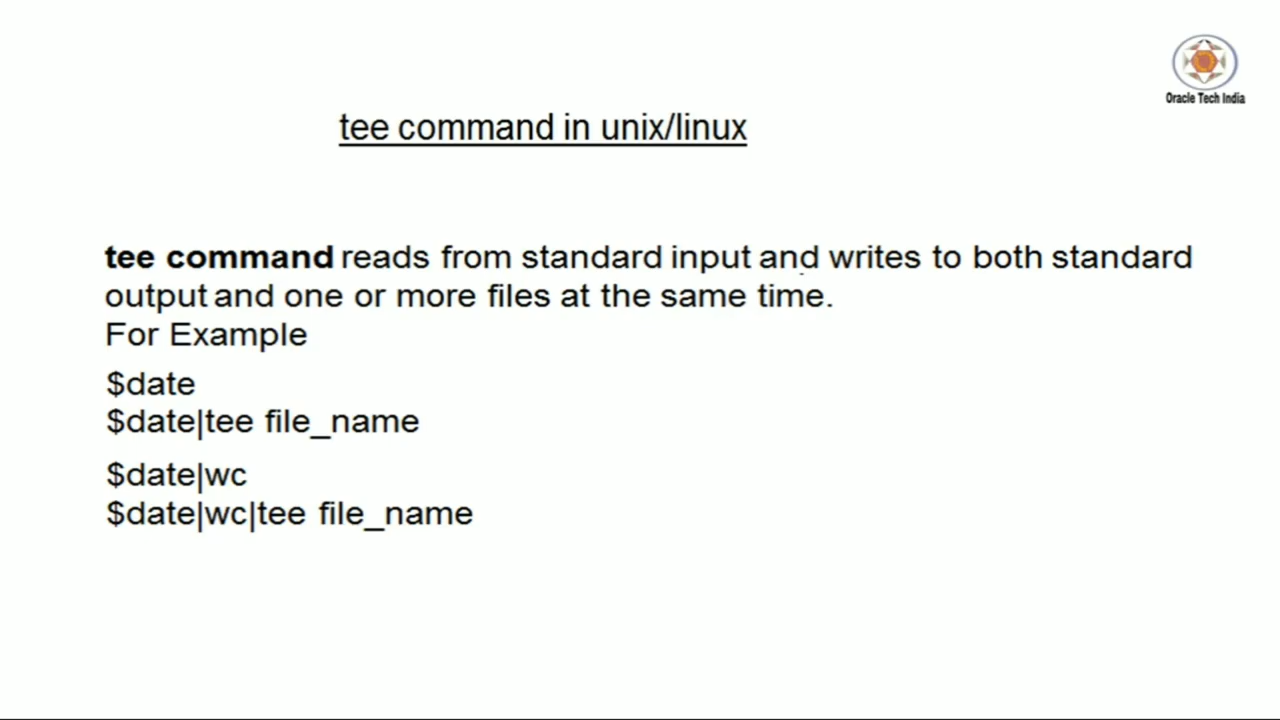 Oracle Tech India
tee command in unix/linux
tee command reads from standard input and writes to both standard
output and one or more files at the same time.
For Example
$date
$date|tee file_name
$date|wc
$date|wc|tee file_name